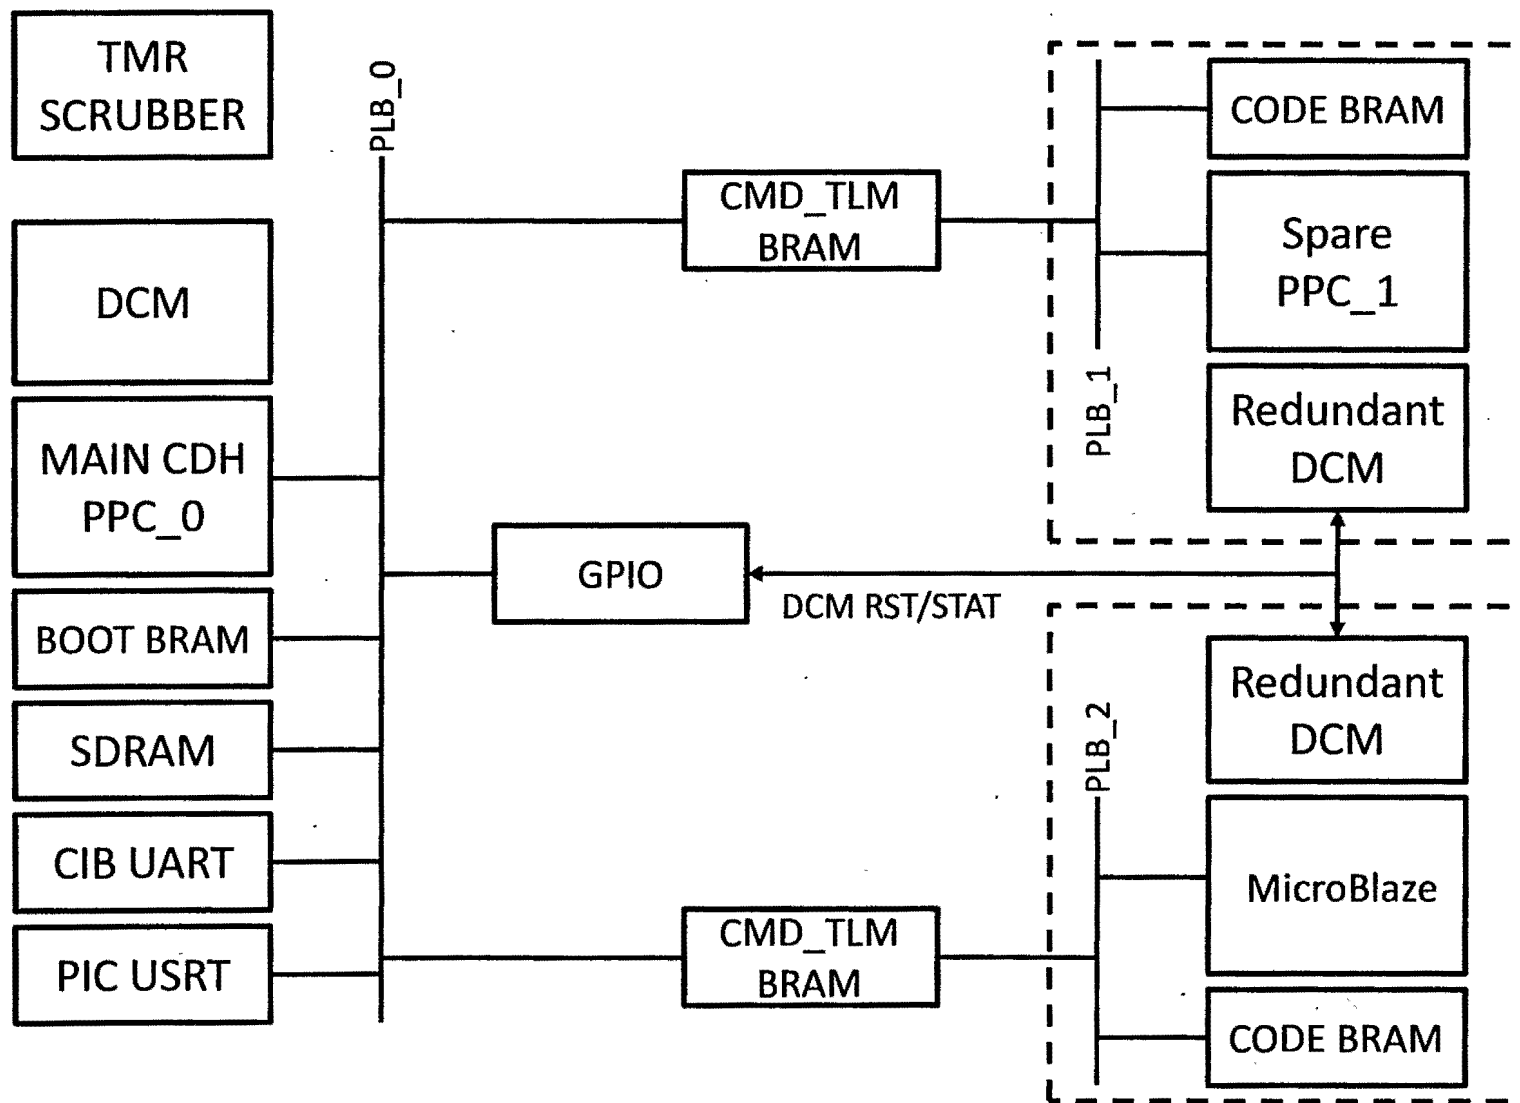 TMR
SCRUBBER
DCM
MAIN CDH
PPC_0
BOOT BRAM
SDRAM
CIB UART
PIC USRT
PLB_0
CMD_TLM
BRAM
GPIO
DCM RST/STAT
CMD_TLM
BRAM
PLB_1
CODE BRAM
Spare
PPC_1
Redundant
DCM
PLB_2
Redundant
DCM
MicroBlaze
CODE BRAM